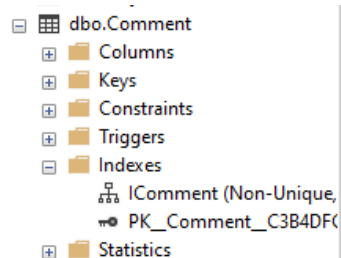 dbo.Comment
Columns
Keys
Constraints
Triggers
Indexes
IComment (Non-Unique,
PK__Comment__C3B4DF
Statistics